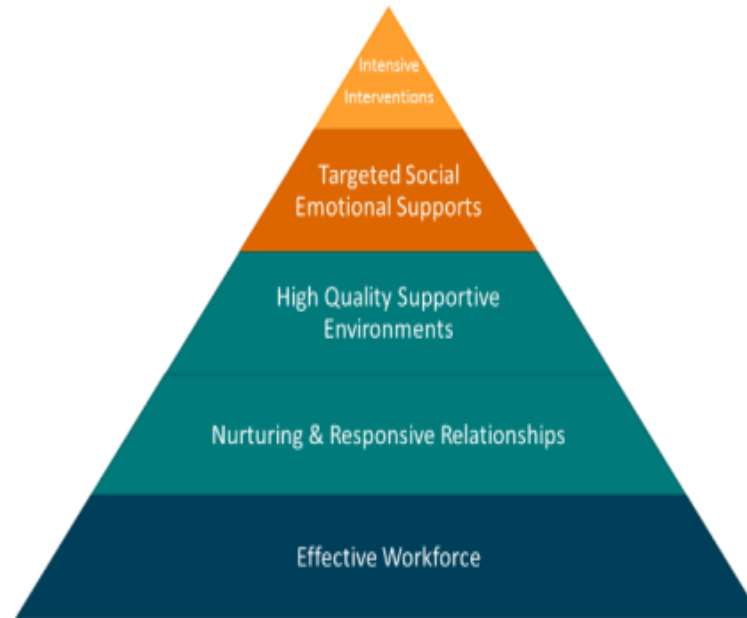 Intensive
Interventions
Targeted Social
Emotional Supports
High Quality Supportive
Environments
Nurturing & Responsive Relationships
Effective Workforce